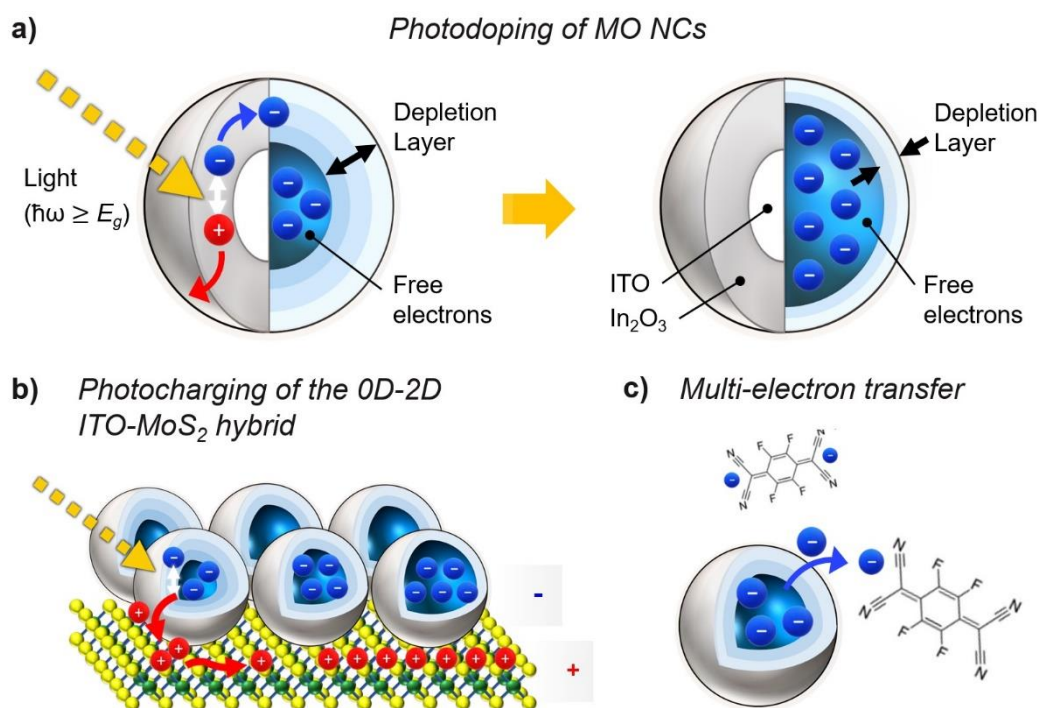 a)
Photodoping of MO NCs
Light
(ħω ≥ E_g)
−
+
−
−
−
−
Depletion
Layer
Free
electrons
−
−
−
−
−
−
−
ITO
In₂O₃
Depletion
Layer
Free
electrons
b)
Photocharging of the 0D-2D
ITO-MoS₂ hybrid
−
−
−
−
−
−
−
−
−
−
−
−
−
-
+
+
+
+
+
+
+
+
+
+
+
+
c)
Multi-electron transfer
N
N
N
N
F
F
F
F
−
−
−
−
−
−
−
−
N
N
N
N
F
F
F
F